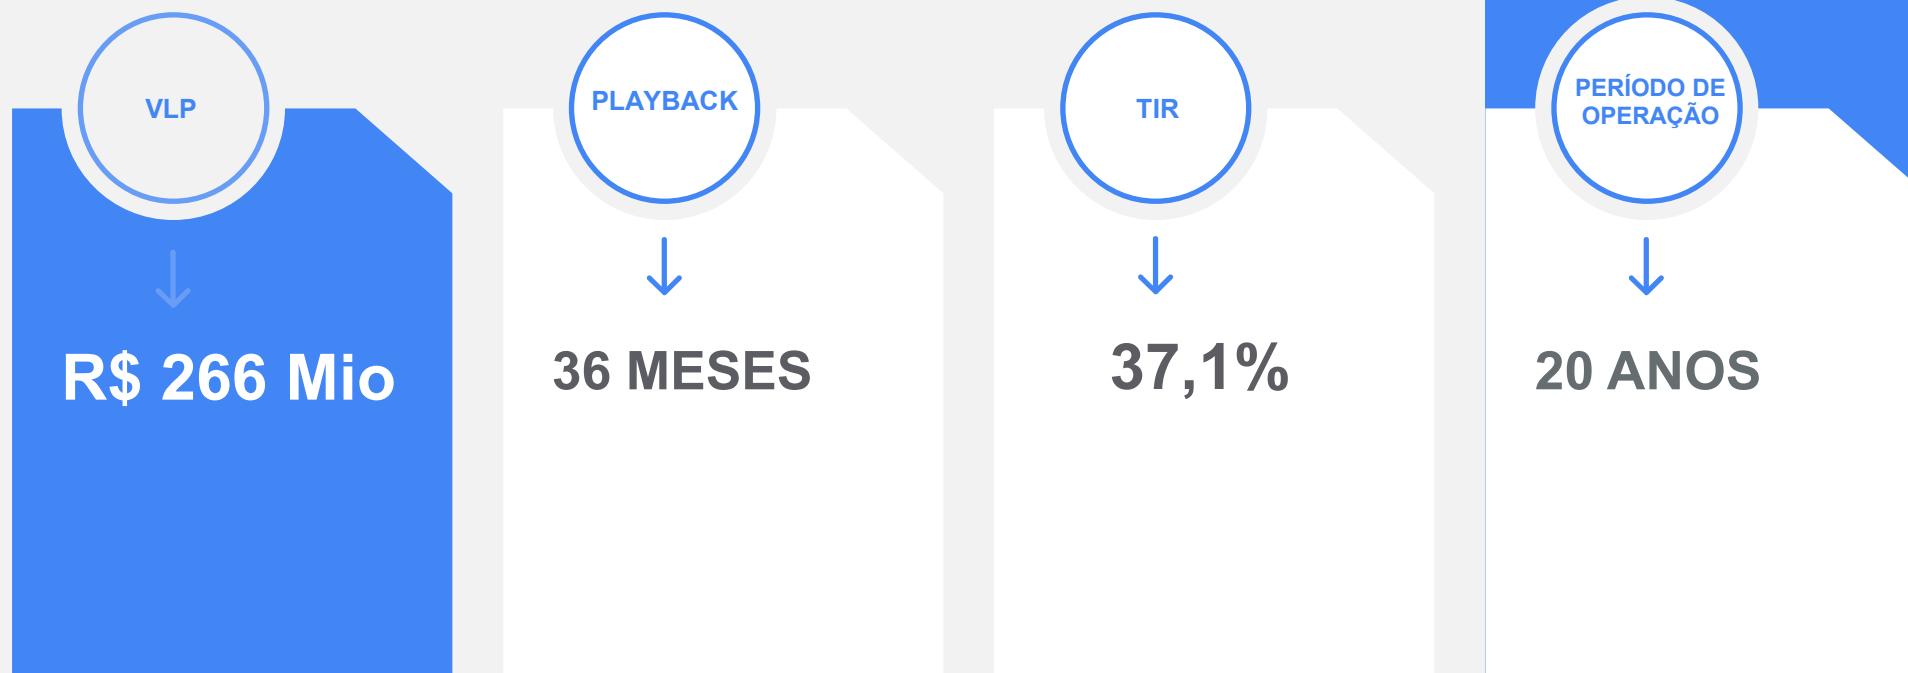 VLP
R$ 266 Mio
PLAYBACK
36 MESES
TIR
37,1%
PERÍODO DE
OPERAÇÃO
20 ANOS